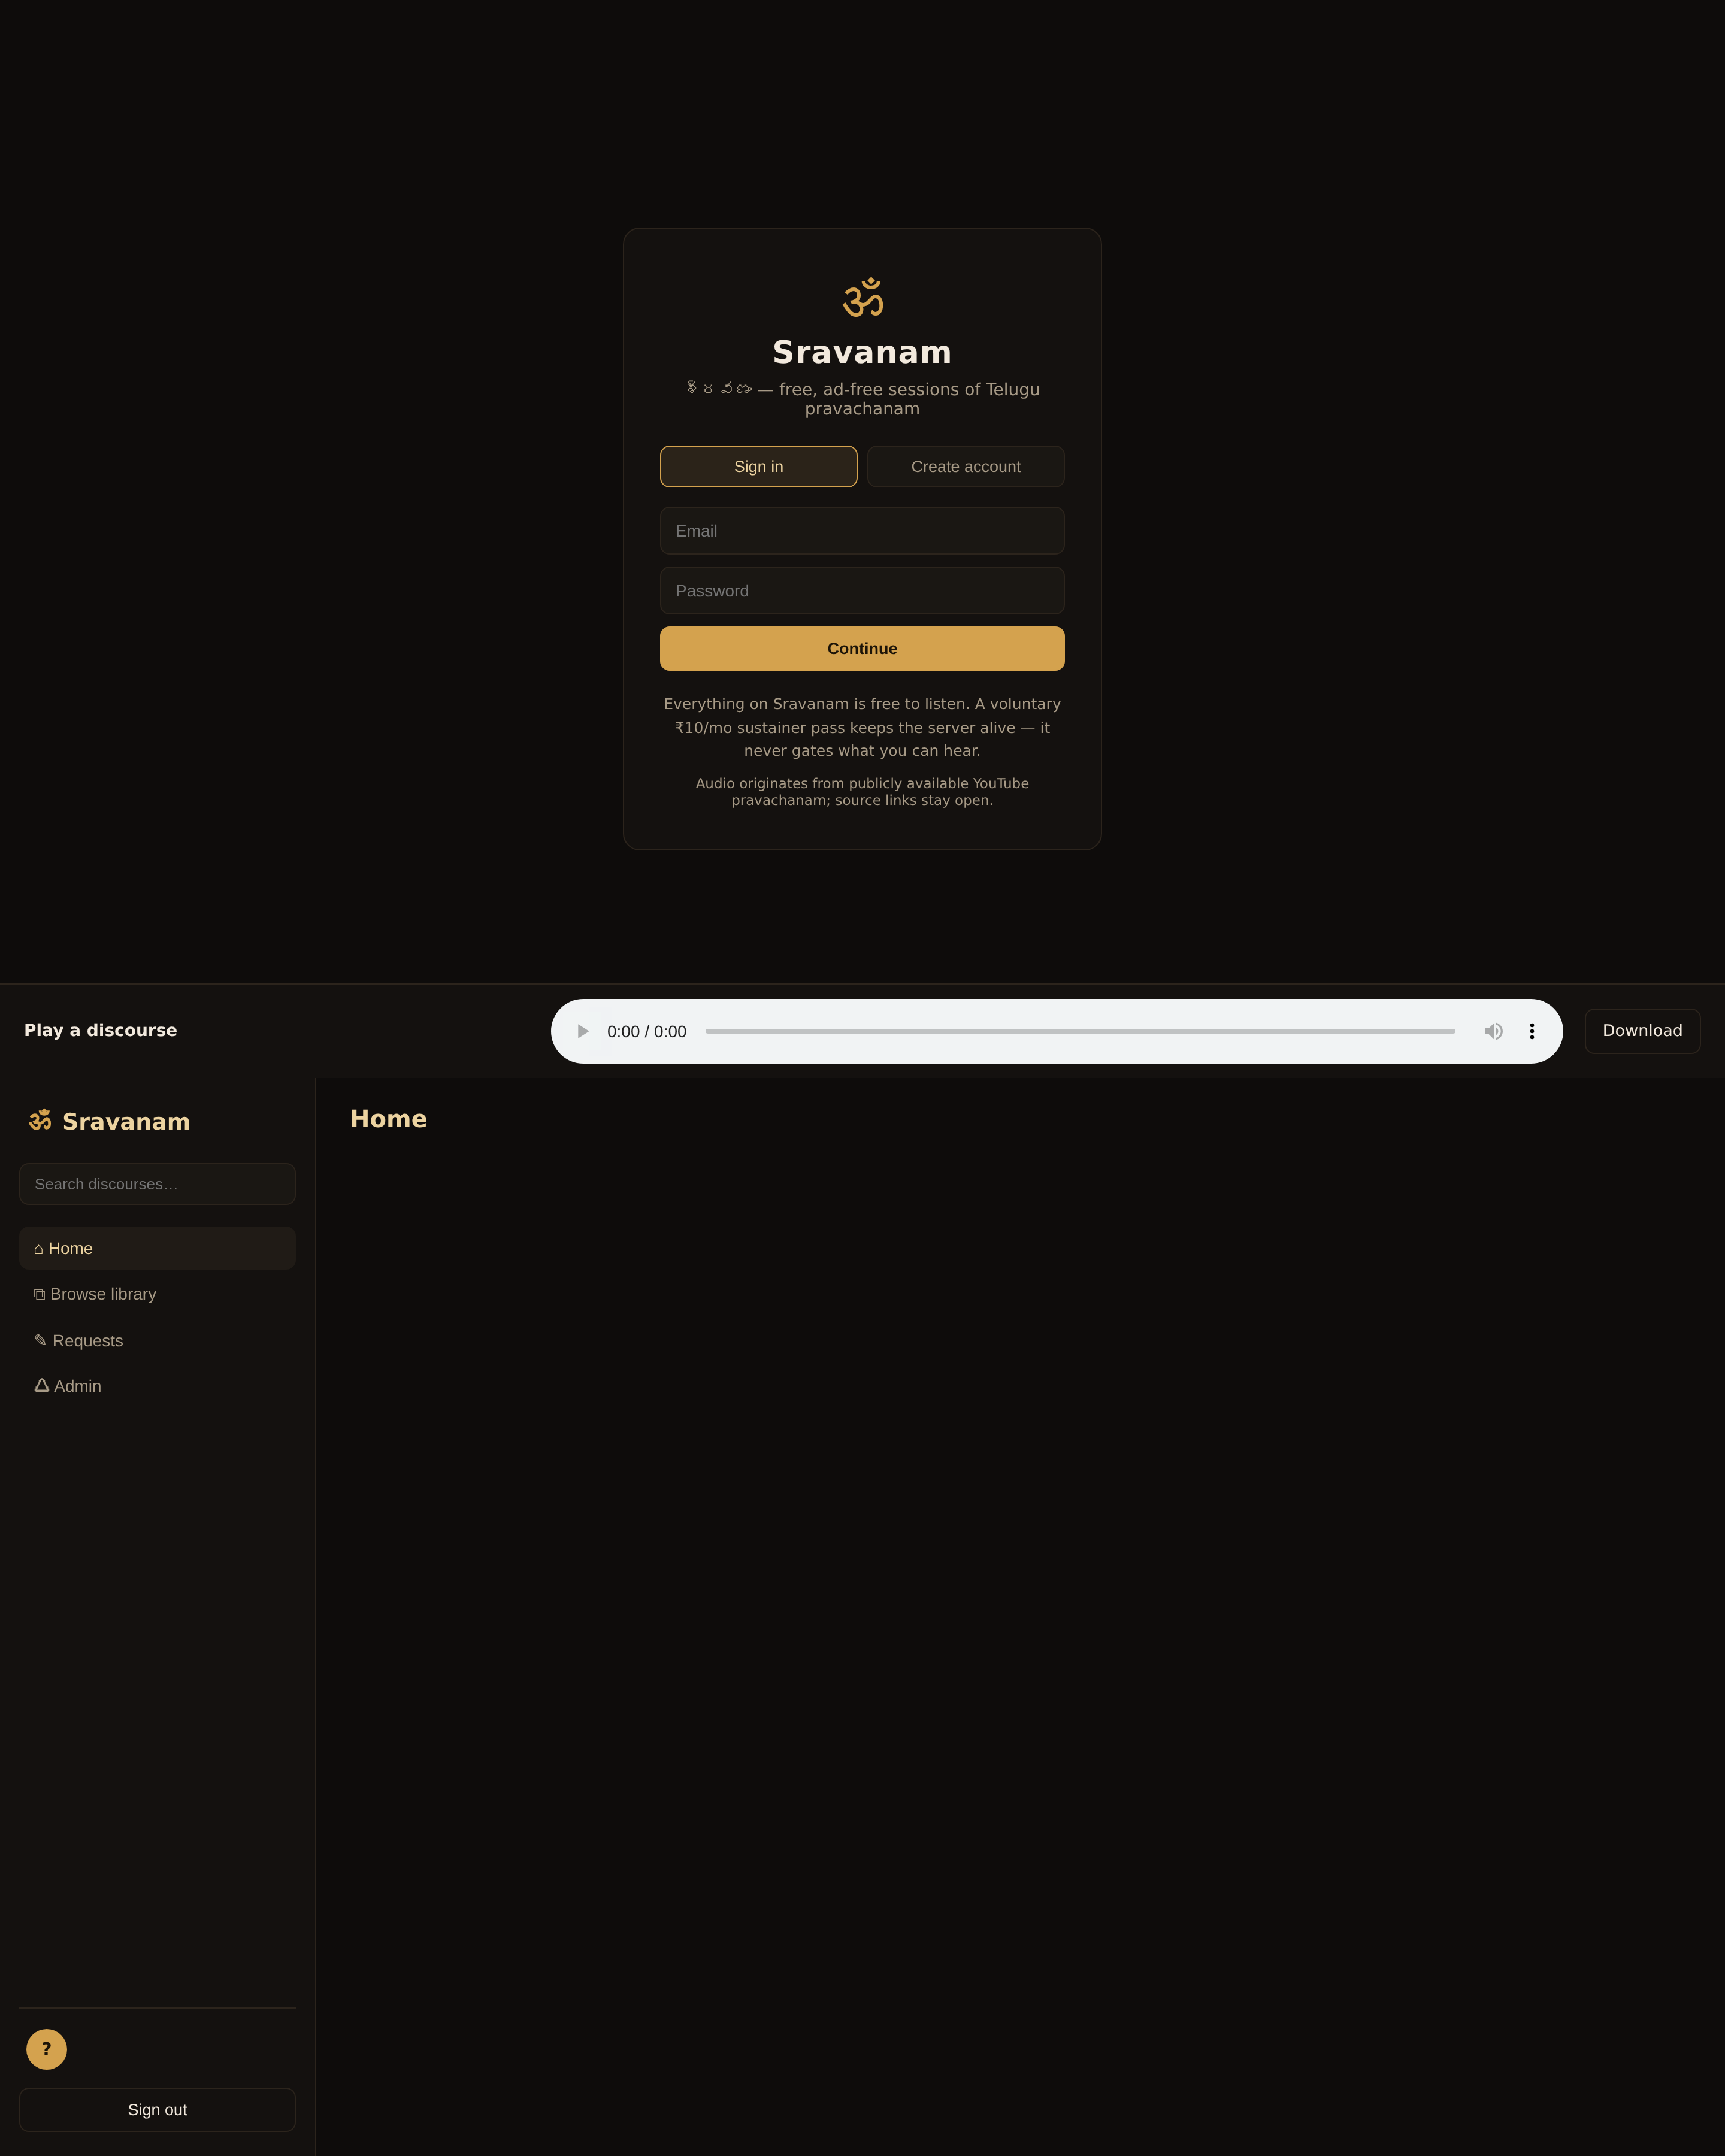 ॐ
Sravanam
శ్రవణం — free, ad-free sessions of Telugu
pravachanam
Sign in
Create account
Email
Password
Continue
Everything on Sravanam is free to listen. A voluntary
₹10/mo sustainer pass keeps the server alive — it
never gates what you can hear.
Audio originates from publicly available YouTube
pravachanam; source links stay open.
Play a discourse
0:00 / 0:00
Download
ॐ Sravanam
Home
Search discourses…
⌂ Home
⧉ Browse library
✎ Requests
🛆 Admin
?
Sign out